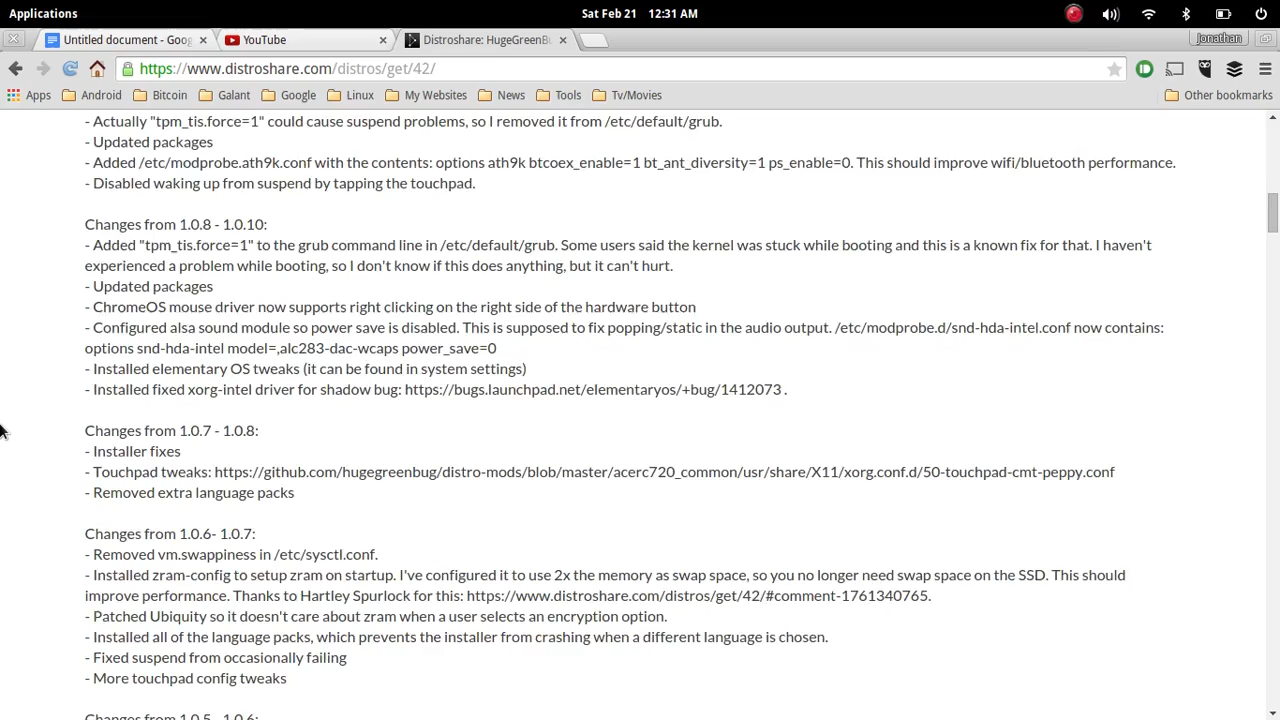 Applications
Sat Feb 21 12:31 AM
Untitled document - Goo
YouTube
Distroshare: HugeGreenBu
Jonathan
https://www.distroshare.com/distros/get/42/
Apps Android Bitcoin Galant Google Linux My Websites News Tools Tv/Movies Other bookmarks
- Actually "tpm_tis.force=1" could cause suspend problems, so I removed it from /etc/default/grub.
- Updated packages
- Added /etc/modprobe.ath9k.conf with the contents: options ath9k btcoex_enable=1 bt_ant_diversity=1 ps_enable=0. This should improve wifi/bluetooth performance.
- Disabled waking up from suspend by tapping the touchpad.
Changes from 1.0.8 - 1.0.10:
- Added "tpm_tis.force=1" to the grub command line in /etc/default/grub. Some users said the kernel was stuck while booting and this is a known fix for that. I haven't
experienced a problem while booting, so I don't know if this does anything, but it can't hurt.
- Updated packages
- ChromeOS mouse driver now supports right clicking on the right side of the hardware button
- Configured alsa sound module so power save is disabled. This is supposed to fix popping/static in the audio output. /etc/modprobe.d/snd-hda-intel.conf now contains:
options snd-hda-intel model=,alc283-dac-wcaps power_save=0
- Installed elementary OS tweaks (it can be found in system settings)
- Installed fixed xorg-intel driver for shadow bug: https://bugs.launchpad.net/elementaryos/+bug/1412073 .
Changes from 1.0.7 - 1.0.8:
- Installer fixes
- Touchpad tweaks: https://github.com/hugegreenbug/distro-mods/blob/master/acerc720_common/usr/share/X11/xorg.conf.d/50-touchpad-cmt-peppy.conf
- Removed extra language packs
Changes from 1.0.6- 1.0.7:
- Removed vm.swappiness in /etc/sysctl.conf.
- Installed zram-config to setup zram on startup. I've configured it to use 2x the memory as swap space, so you no longer need swap space on the SSD. This should
improve performance. Thanks to Hartley Spurlock for this: https://www.distroshare.com/distros/get/42/#comment-1761340765.
- Patched Ubiquity so it doesn't care about zram when a user selects an encryption option.
- Installed all of the language packs, which prevents the installer from crashing when a different language is chosen.
- Fixed suspend from occasionally failing
- More touchpad config tweaks
Changes from 1.0.5 - 1.0.6: